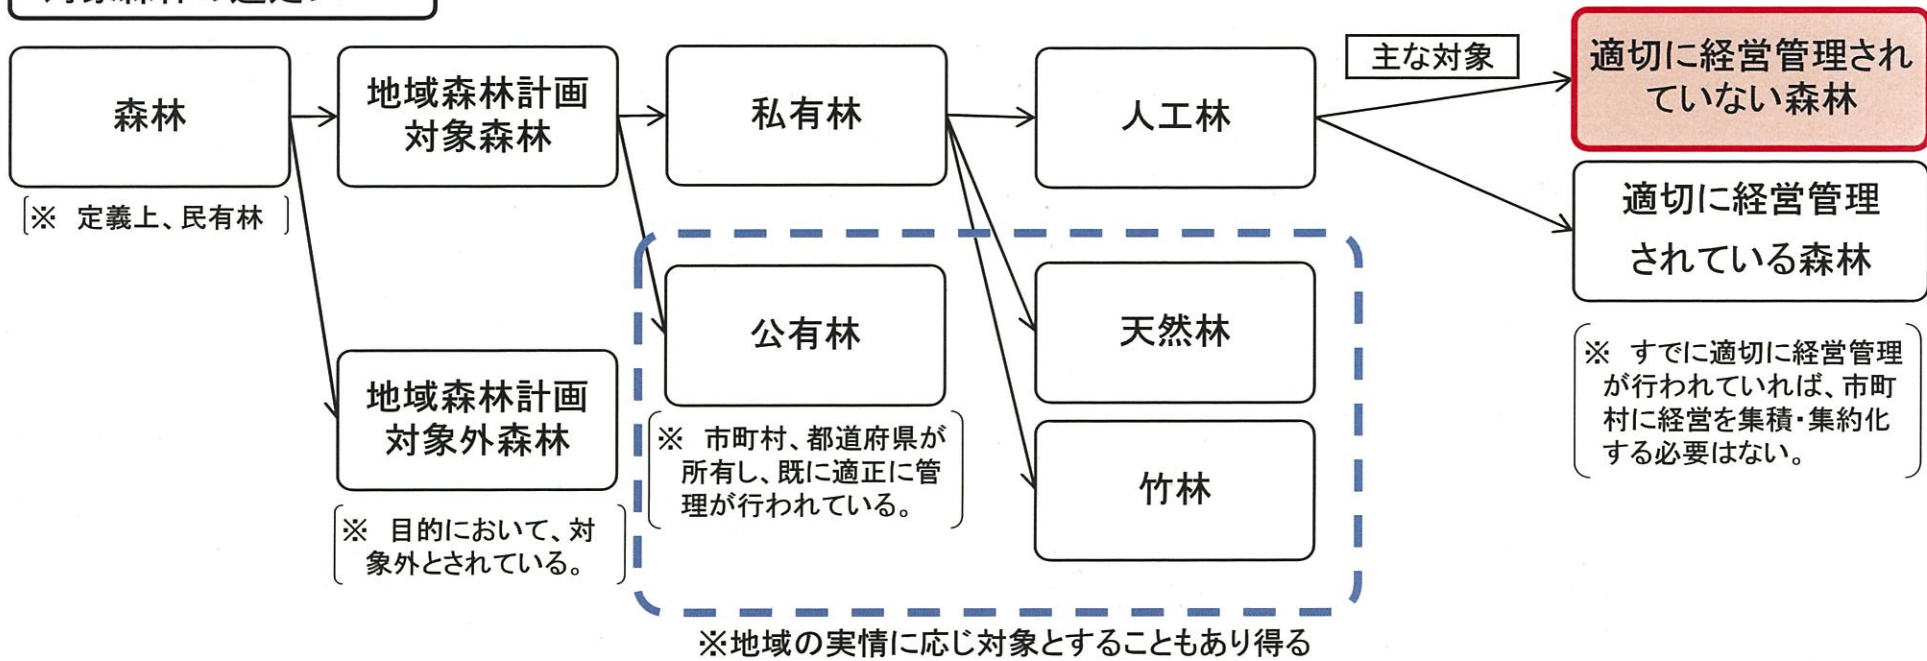 森林
※ 定義上、民有林
地域森林計画
対象森林
地域森林計画
対象外森林
※ 目的において、対
象外とされている。
私有林
公有林
※ 市町村、都道府県が
所有し、既に適正に管
理が行われている。
人工林
天然林
竹林
※地域の実情に応じ対象とすることもあり得る
主な対象
適切に経営管理され
ていない森林
適切に経営管理
されている森林
※ すでに適切に経営管理
が行われていれば、市町
村に経営を集積・集約化
する必要はない。